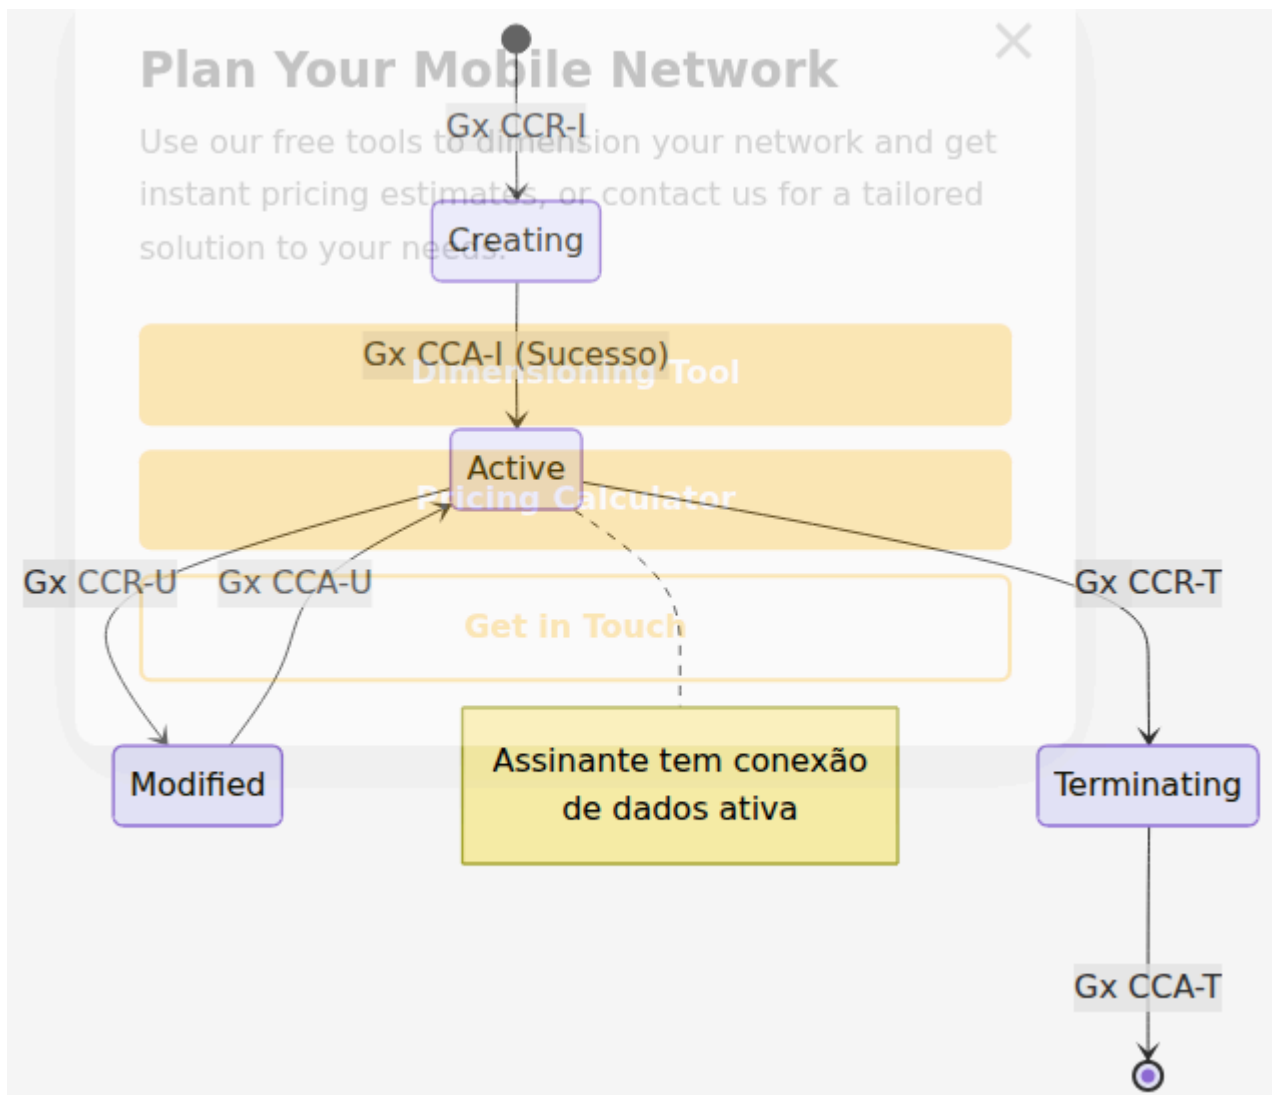 Plan Your Mobile Network
Gx CCR-I
Use our free tools to dimension your network and get
instant pricing estimates, or contact us for a tailored
solution to your needs.
Creating
Gx CCA-I (Sucesso)
Dimensioning Tool
Active
Pricing Calculator
Gx CCR-U
Gx CCA-U
Gx CCR-T
Get in Touch
Assinante tem conexão
de dados ativa
Modified
Terminating
Gx CCA-T